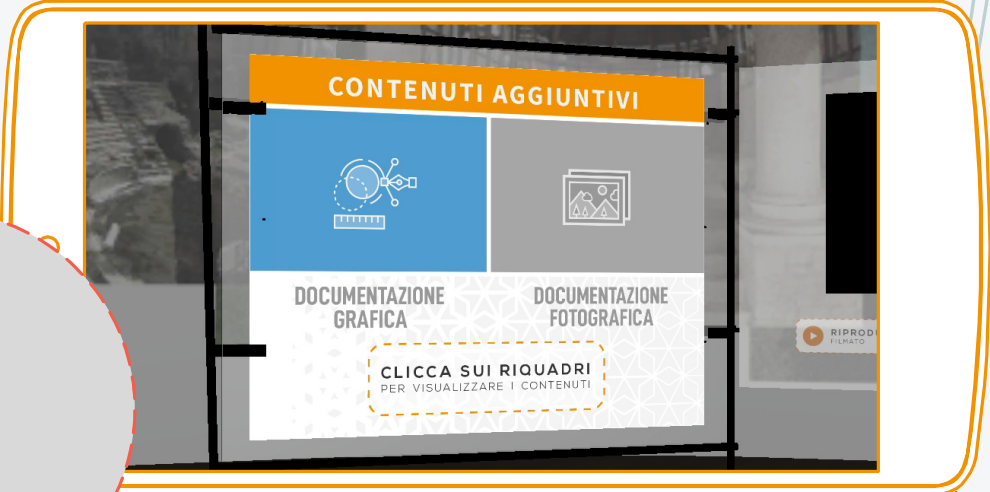 CONTENUTI AGGIUNTIVI
DOCUMENTAZIONE
GRAFICA
DOCUMENTAZIONE
FOTOGRAFICA
CLICCA SUI RIQUADRI
PER VISUALIZZARE I CONTENUTI
FILMATO